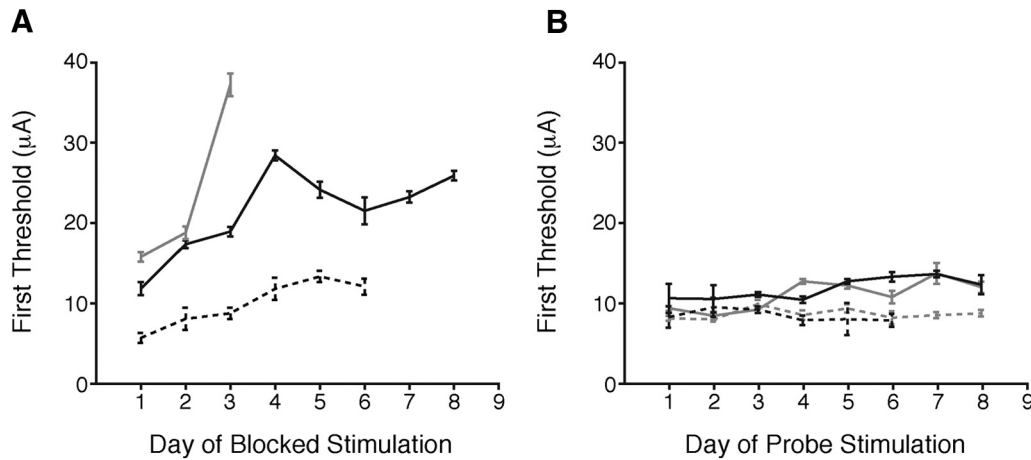 A
B
40
30
20
10
0
First Threshold (μA)
1 2 3 4 5 6 7 8 9
Day of Blocked Stimulation
40
30
20
10
0
First Threshold (μA)
1 2 3 4 5 6 7 8 9
Day of Probe Stimulation